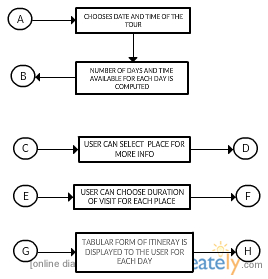 A
CHOOSES DATE AND TIME OF THE
TOUR
B
NUMBER OF DAYS AND TIME
AVAILABLE FOR EACH DAY IS
COMPUTED
C
USER CAN SELECT PLACE FOR
MORE INFO
D
E
USER CAN CHOOSE DURATION
OF VISIT FOR EACH PLACE
F
G
TABULAR FORM OF ITINERAY IS
DISPLAYED TO THE USER FOR
EACH DAY
H
[online dia
eately